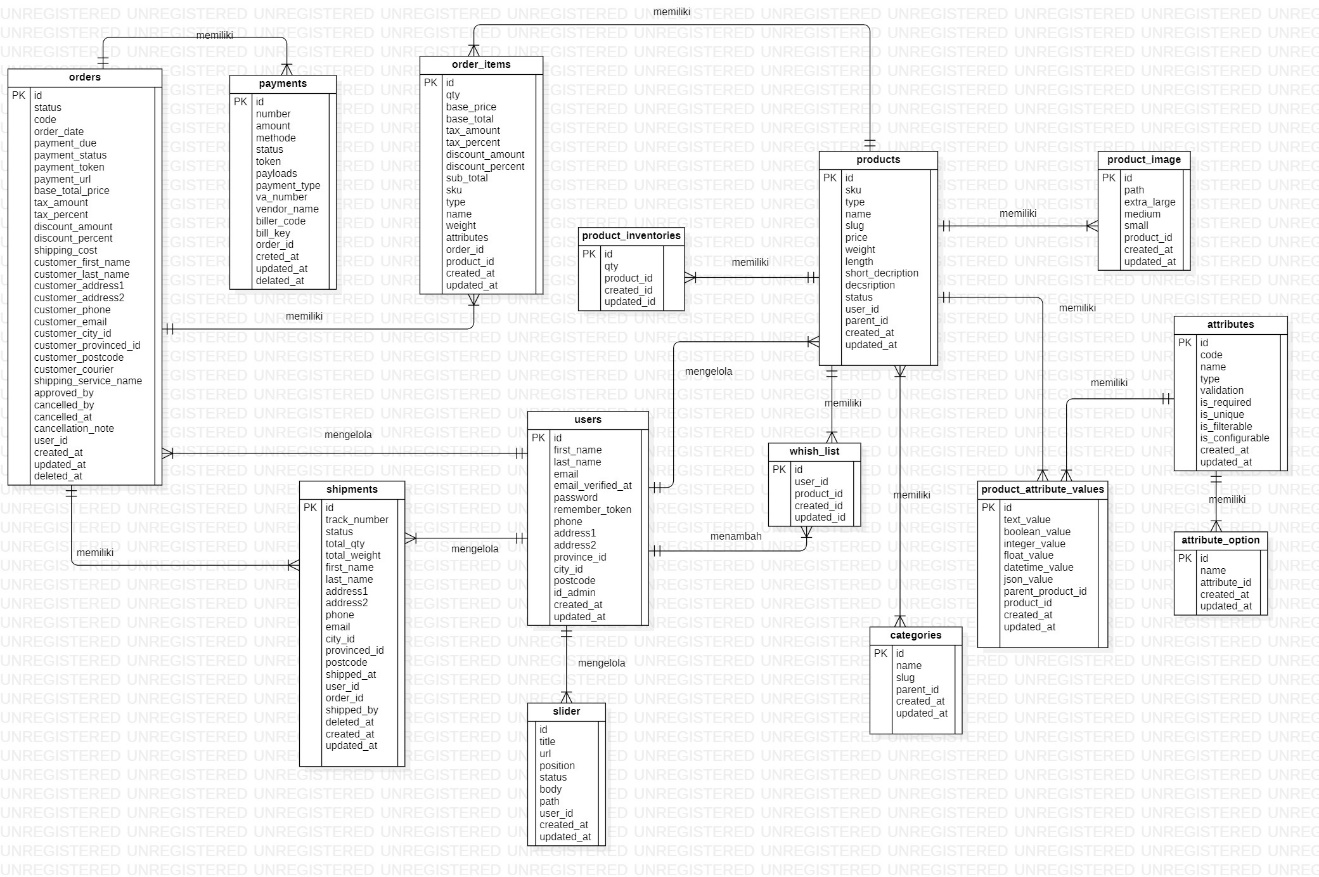 memiliki
memiliki
orders
PK
id
status
code
order_date
payment_due
payment_status
payment_token
payment_url
base_total_price
tax_amount
tax_percent
discount_amount
discount_percent
shipping_cost
customer_first_name
customer_last_name
customer_address1
customer_address2
customer_phone
customer_email
customer_city_id
customer_provinced_id
customer_postcode
customer_courier
shipping_service_name
approved_by
cancelled_by
cancelled_at
cancellation_note
user_id
created_at
updated_at
deleted_at
payments
PK
id
number
amount
methode
status
token
payloads
payment_type
va_number
vendor_name
biller_code
bill_key
order_id
creted_at
updated_at
delated_at
order_items
PK
id
qty
base_price
base_total
tax_amount
tax_percent
discount_amount
discount_percent
sub_total
sku
type
name
weight
attributes
order_id
product_id
created_at
updated_at
memiliki
product_inventories
PK
id
qty
product_id
created_id
updated_id
memiliki
products
PK
id
sku
type
name
slug
price
weight
length
short_decription
decsription
status
user_id
parent_id
created_at
updated_at
memiliki
product_image
PK
id
path
extra_large
medium
small
product_id
created_at
updated_at
memiliki
attributes
PK
id
code
name
type
validation
is_required
is_unique
is_filterable
is_configurable
created_at
updated_at
memiliki
mengelola
memiliki
mengelola
users
PK
id
first_name
last_name
email
email_verified_at
password
remember_token
phone
address1
address2
province_id
city_id
postcode
id_admin
created_at
updated_at
whish_list
PK
id
user_id
product_id
created_id
updated_id
memiliki
menambah
mengelola
memiliki
shipments
PK
id
track_number
status
total_qty
total_weight
first_name
last_name
address1
address2
phone
email
city_id
provinced_id
postcode
shipped_at
user_id
order_id
shipped_by
deleted_at
created_at
updated_at
product_attribute_values
PK
id
text_value
boolean_value
integer_value
float_value
datetime_value
json_value
parent_product_id
product_id
created_at
updated_at
memiliki
attribute_option
PK
id
name
attribute_id
created_at
updated_at
categories
PK
id
name
slug
parent_id
created_at
updated_at
mengelola
slider
id
title
url
position
status
body
path
user_id
created_at
updated_at